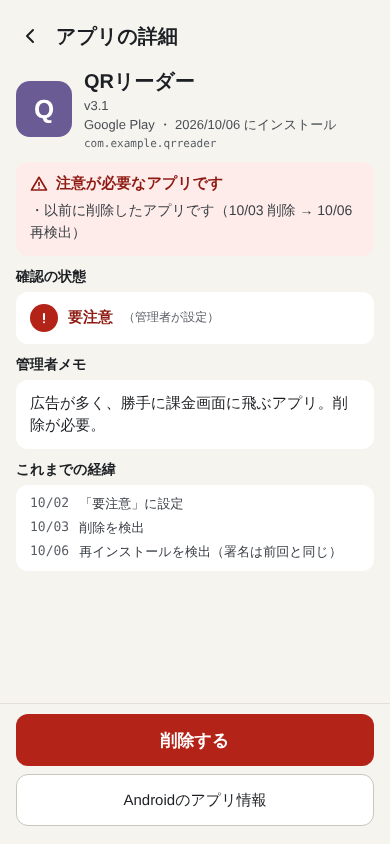 アプリの詳細
Q
QRリーダー
v3.1
Google Play ・ 2026/10/06 にインストール
com.example.qrreader
注意が必要なアプリです
・以前に削除したアプリです（10/03 削除 → 10/06
再検出）
確認の状態
要注意 （管理者が設定）
管理者メモ
広告が多く、勝手に課金画面に飛ぶアプリ。削
除が必要。
これまでの経緯
10/02 「要注意」に設定
10/03 削除を検出
10/06 再インストールを検出（署名は前回と同じ）
削除する
Androidのアプリ情報